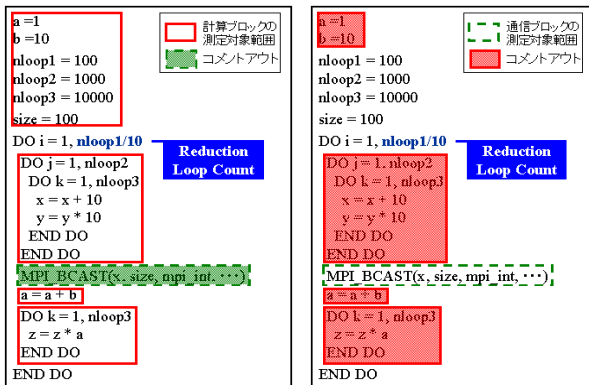 a =1
b =10
nloop1 = 100
nloop2 = 1000
nloop3 = 10000
size = 100
計算ブロックの
測定対象範囲
コメントアウト
DO i = 1, nloop1/10
Reduction
Loop Count
DO j = 1, nloop2
DO k = 1, nloop3
x = x + 10
y = y * 10
END DO
END DO
MPI_BCAST(x, size, mpi_int, ･･･)
a = a + b
DO k = 1, nloop3
z = z * a
END DO
END DO
a =1
b =10
nloop1 = 100
nloop2 = 1000
nloop3 = 10000
size = 100
通信ブロックの
測定対象範囲
コメントアウト
DO i = 1, nloop1/10
Reduction
Loop Count
DO j = 1, nloop2
DO k = 1, nloop3
x = x + 10
y = y * 10
END DO
END DO
MPI_BCAST(x, size, mpi_int, ･･･)
a = a + b
DO k = 1, nloop3
z = z * a
END DO
END DO